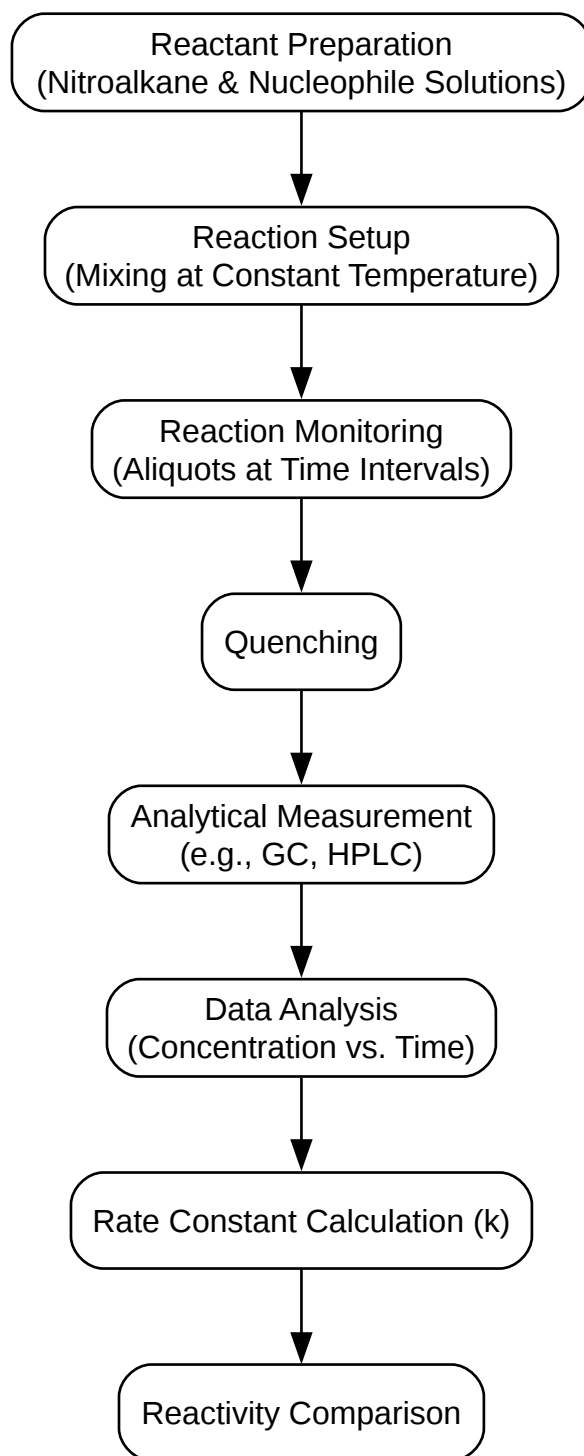 Reactant Preparation
(Nitroalkane & Nucleophile Solutions)
Reaction Setup
(Mixing at Constant Temperature)
Reaction Monitoring
(Aliquots at Time Intervals)
Quenching
Analytical Measurement
(e.g., GC, HPLC)
Data Analysis
(Concentration vs. Time)
Rate Constant Calculation (k)
Reactivity Comparison